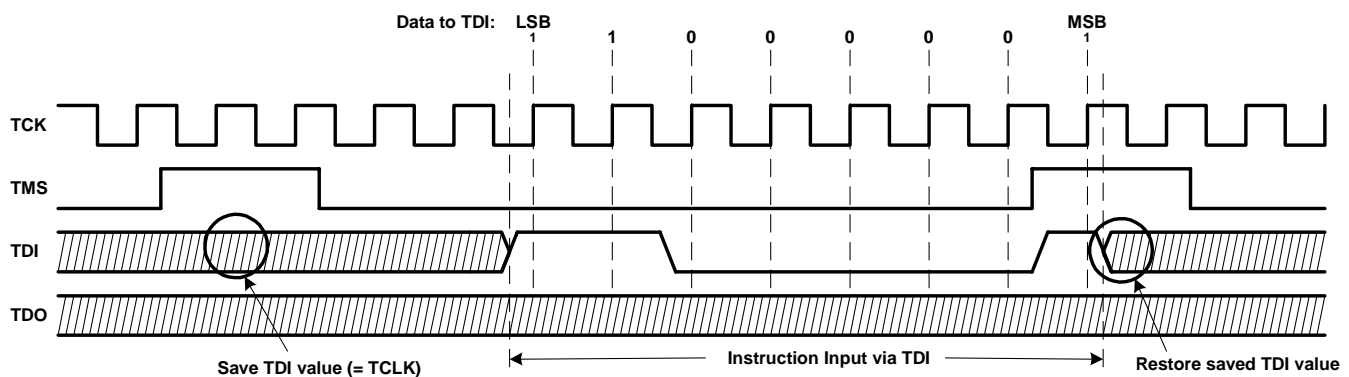 Data to TDI: LSB MSB
1 1 0 0 0 0 0 1
TCK
TMS
TDI
TDO
Save TDI value (= TCLK)
Instruction Input via TDI
Restore saved TDI value